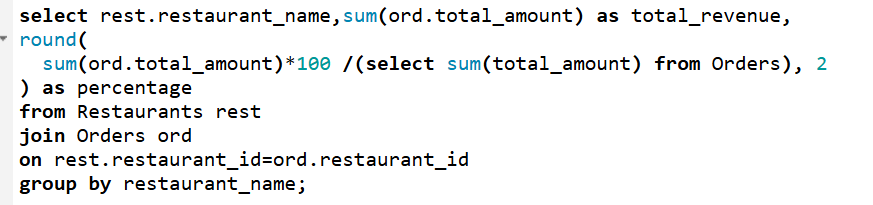 select rest.restaurant_name,sum(ord.total_amount) as total_revenue,
round(
sum(ord.total_amount)*100 /(select sum(total_amount) from Orders), 2
) as percentage
from Restaurants rest
join Orders ord
on rest.restaurant_id=ord.restaurant_id
group by restaurant_name;